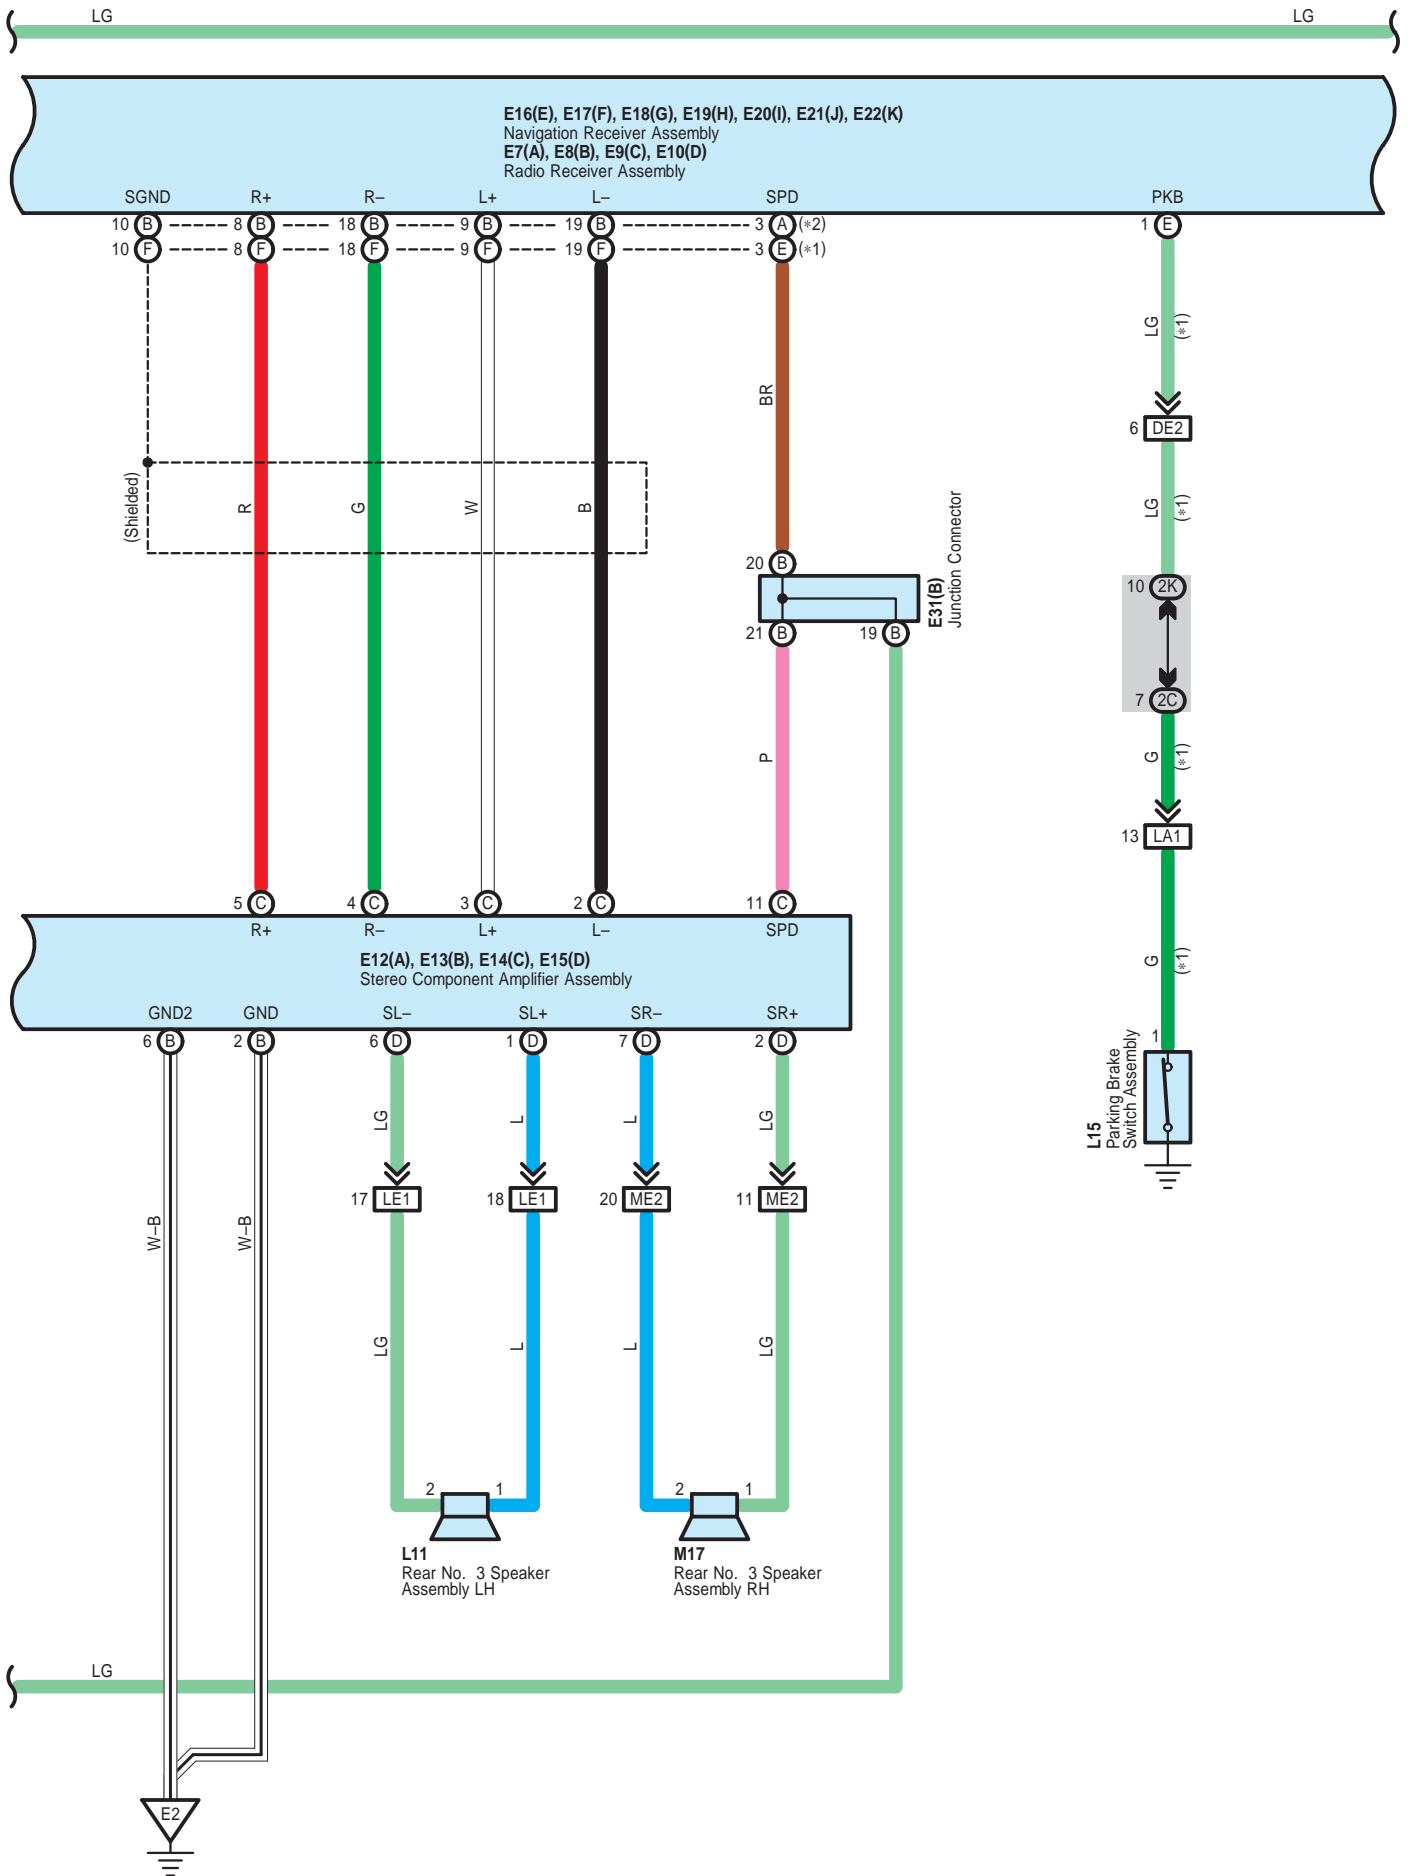 LG LG
E16(E), E17(F), E18(G), E19(H), E20(I), E21(J), E22(K)
Navigation Receiver Assembly
E7(A), E8(B), E9(C), E10(D)
Radio Receiver Assembly
SGND R+ R− L+ L− SPD PKB
10 B 8 B 18 B 9 B 19 B 3 A (*2) 1 E
10 F 8 F 18 F 9 F 19 F 3 E (*1)
LG (*1)
BR
6 DE2
(Shielded) R G W B LG (*1)
20 B
E31(B)
Junction Connector
10 2K
21 B 19 B
7 2C
P G (*1)
13 LA1
5 C 4 C 3 C 2 C 11 C
R+ R− L+ L− SPD
E12(A), E13(B), E14(C), E15(D)
Stereo Component Amplifier Assembly
G (*1)
GND2 GND SL− SL+ SR− SR+
6 B 2 B 6 D 1 D 7 D 2 D
1
L15
Parking Brake
Switch Assembly
LG L L LG
17 LE1 18 LE1 20 ME2 11 ME2
W−B W−B
LG L L LG
2 1 2 1
L11
Rear No. 3 Speaker
Assembly LH
M17
Rear No. 3 Speaker
Assembly RH
LG
E2